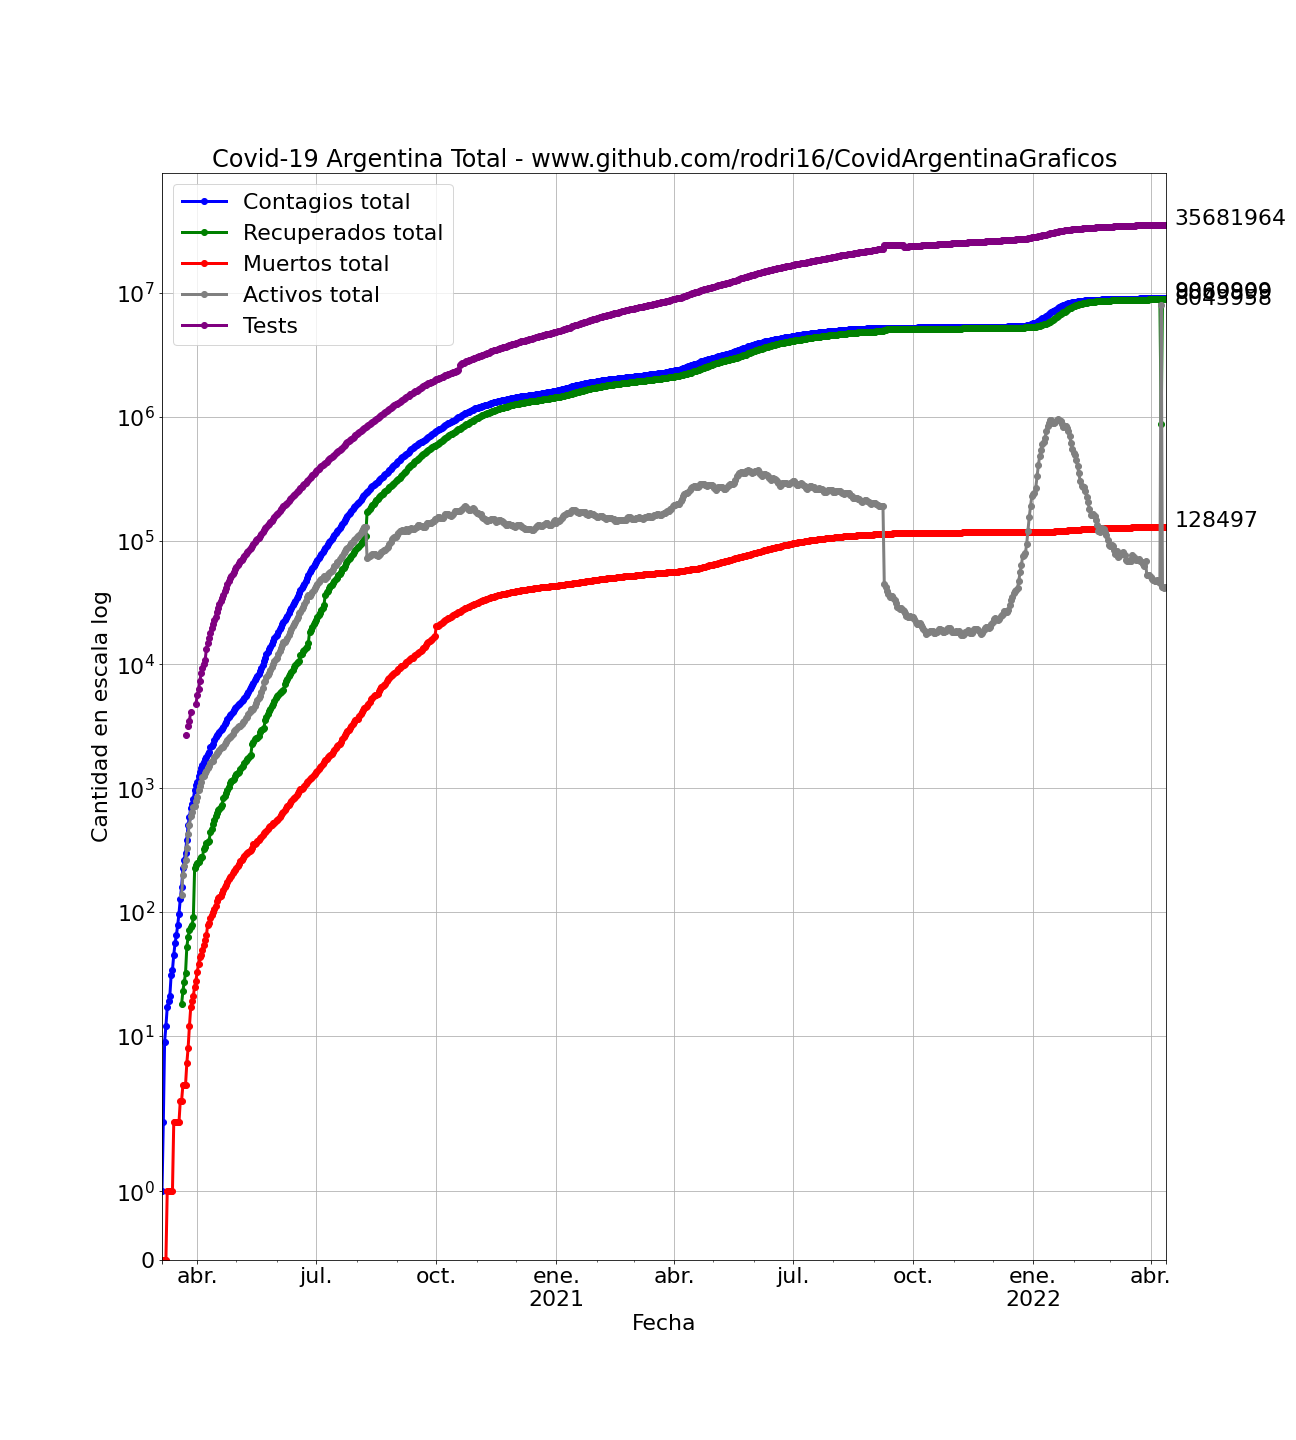 Covid-19 Argentina Total - www.github.com/rodri16/CovidArgentinaGraficos
Contagios total
Recuperados total
Muertos total
Activos total
Tests
35681964
128497
10^7
10^6
10^5
10^4
10^3
10^2
10^1
10^0
0
Cantidad en escala log
abr.
jul.
oct.
ene.
2021
abr.
jul.
oct.
ene.
2022
abr.
Fecha